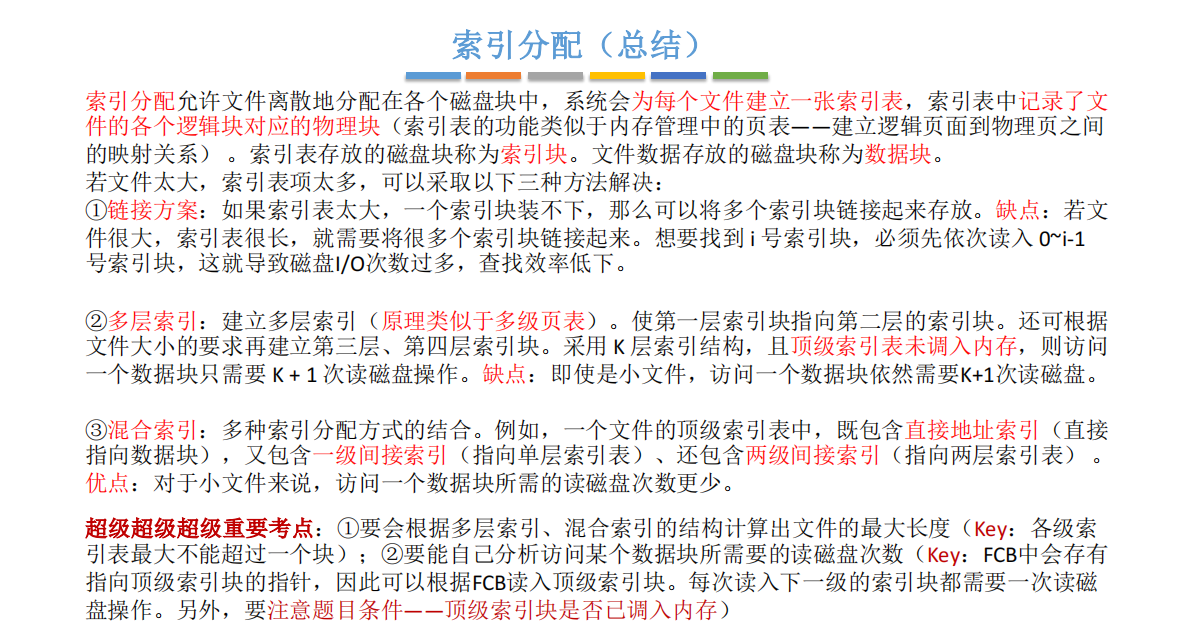 索引分配（总结）
索引分配允许文件离散地分配在各个磁盘块中，系统会为每个文件建立一张索引表，索引表中记录了文
件的各个逻辑块对应的物理块（索引表的功能类似于内存管理中的页表——建立逻辑页面到物理页之间
的映射关系）。索引表存放的磁盘块称为索引块。文件数据存放的磁盘块称为数据块。
若文件太大，索引表项太多，可以采取以下三种方法解决：
①链接方案：如果索引表太大，一个索引块装不下，那么可以将多个索引块链接起来存放。缺点：若文
件很大，索引表很长，就需要将很多个索引块链接起来。想要找到 i 号索引块，必须先依次读入 0~i-1
号索引块，这就导致磁盘I/O次数过多，查找效率低下。
②多层索引：建立多层索引（原理类似于多级页表）。使第一层索引块指向第二层的索引块。还可根据
文件大小的要求再建立第三层、第四层索引块。采用 K 层索引结构，且顶级索引表未调入内存，则访问
一个数据块只需要 K + 1 次读磁盘操作。缺点：即使是小文件，访问一个数据块依然需要K+1次读磁盘。
③混合索引：多种索引分配方式的结合。例如，一个文件的顶级索引表中，既包含直接地址索引（直接
指向数据块），又包含一级间接索引（指向单层索引表）、还包含两级间接索引（指向两层索引表）。
优点：对于小文件来说，访问一个数据块所需的读磁盘次数更少。
超级超级超级重要考点：①要会根据多层索引、混合索引的结构计算出文件的最大长度（Key：各级索
引表最大不能超过一个块）；②要能自己分析访问某个数据块所需要的读磁盘次数（Key：FCB中会存有
指向顶级索引块的指针，因此可以根据FCB读入顶级索引块。每次读入下一级的索引块都需要一次读磁
盘操作。另外，要注意题目条件——顶级索引块是否已调入内存）